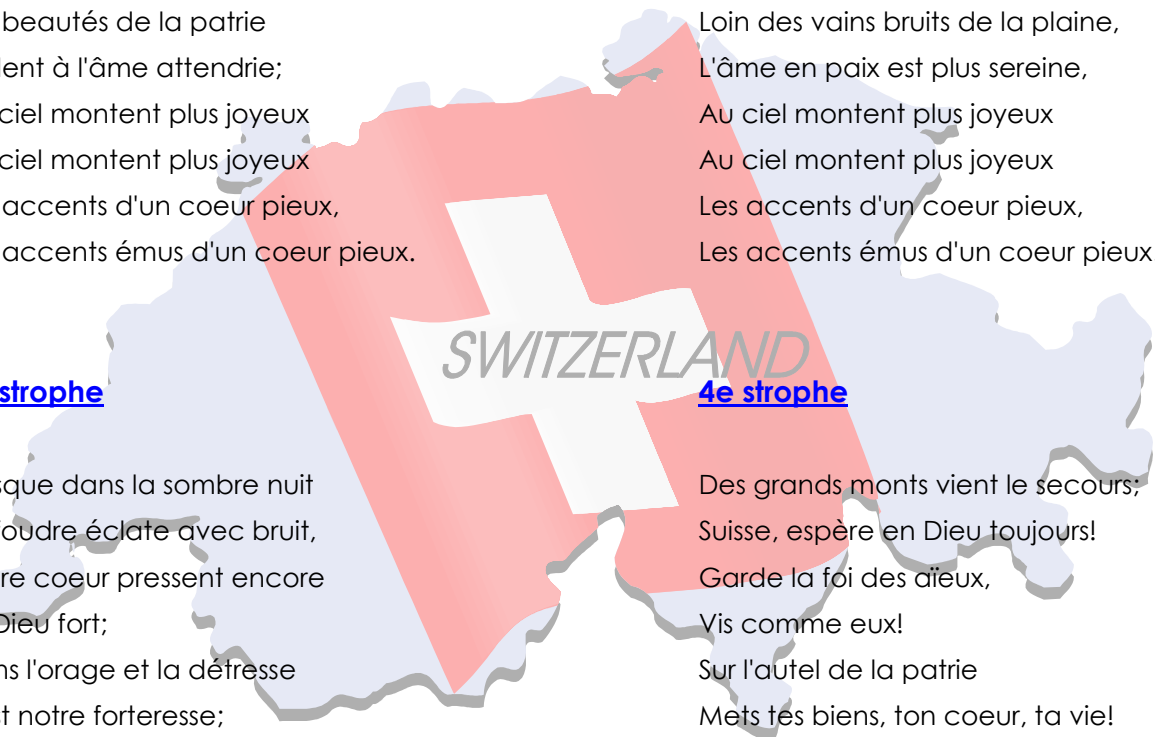 beautés de la patrie
lent à l'âme attendrie;
ciel montent plus joyeux
ciel montent plus joyeux
accents d'un coeur pieux,
accents émus d'un coeur pieux.
strophe
sque dans la sombre nuit
oudre éclate avec bruit,
re coeur pressent encore
Dieu fort;
ns l'orage et la détresse
st notre forteresse;
Loin des vains bruits de la plaine,
L'âme en paix est plus sereine,
Au ciel montent plus joyeux
Au ciel montent plus joyeux
Les accents d'un coeur pieux,
Les accents émus d'un coeur pieux
4e strophe
Des grands monts vient le secours;
Suisse, espère en Dieu toujours!
Garde la foi des aïeux,
Vis comme eux!
Sur l'autel de la patrie
Mets tes biens, ton coeur, ta vie!
SWITZERLAND